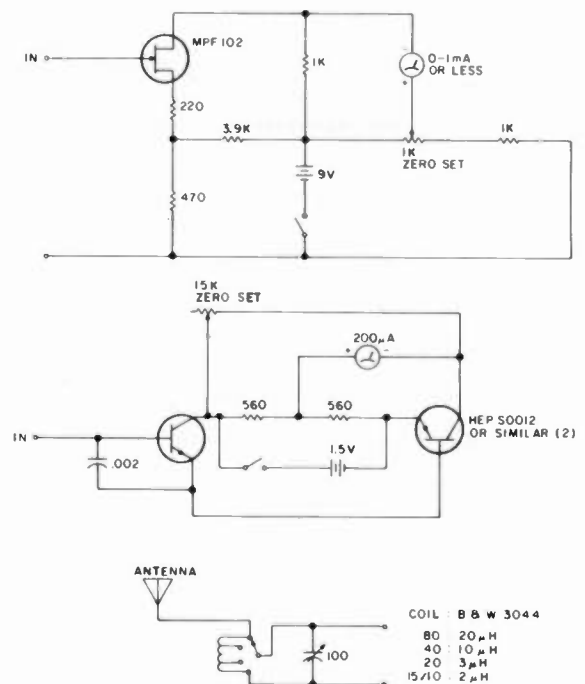 MPF 102
IN
0-1mA
OR LESS
1K
220
3.9K
1K
ZERO SET
1K
9V
470
15K
ZERO SET
200µA
560
560
HEP S0012
OR SIMILAR (2)
IN
.002
1.5V
ANTENNA
100
COIL : B & W 3044
80 : 20µH
40 : 10µH
20 : 3µH
15/10 : 2µH